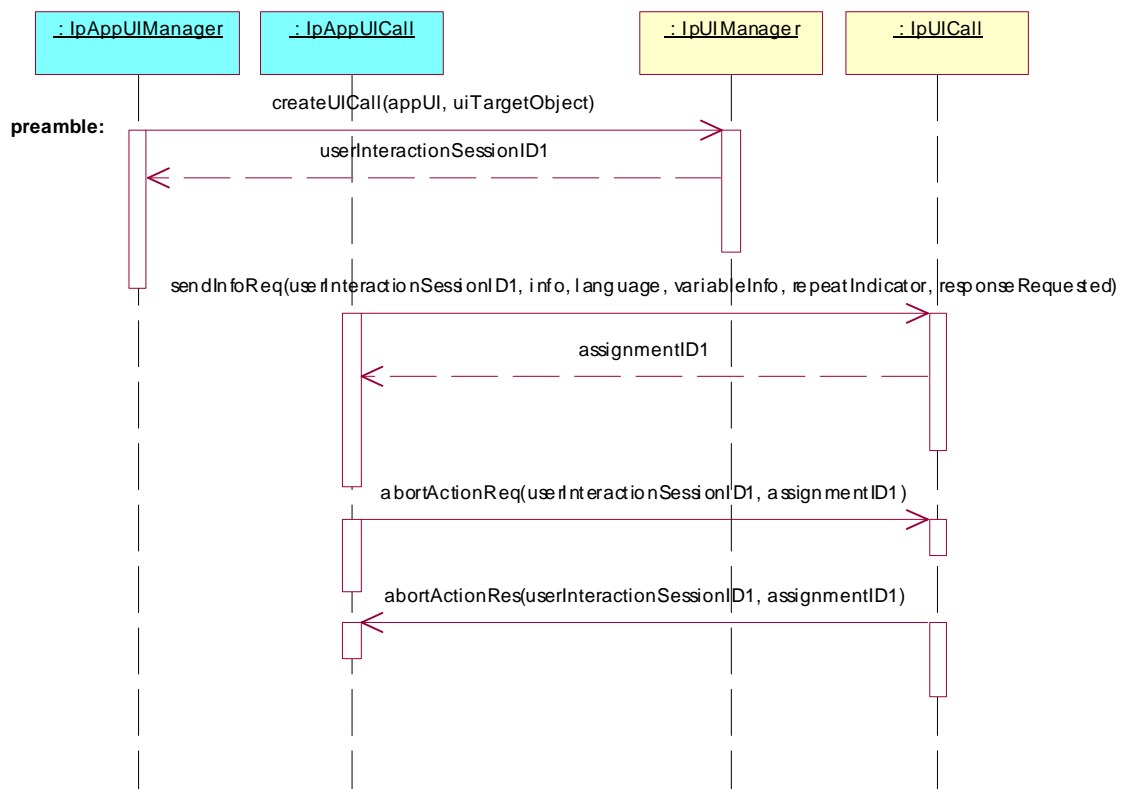 : IpAppUIManager
: IpAppUICall
: IpUIManager
: IpUICall
createUICall(appUI, uiTargetObject)
preamble:
userInteractionSessionID1
sendInfoReq(userInteractionSessionID1, info, language, variableInfo, repeatIndicator, responseRequested)
assignmentID1
abortActionReq(userInteractionSessionID1, assignmentID1)
abortActionRes(userInteractionSessionID1, assignmentID1)